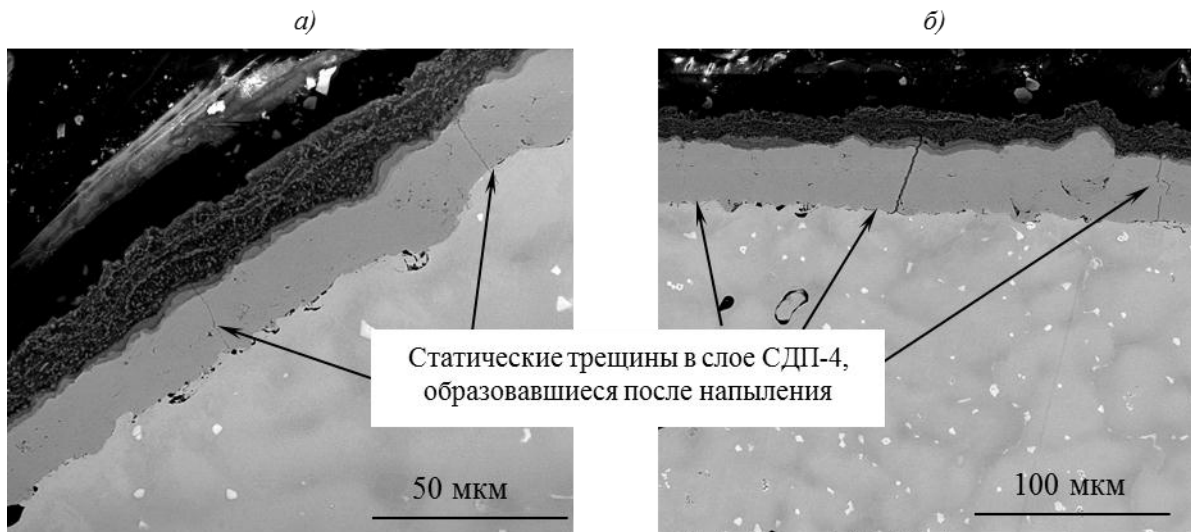 а)
б)
Статические трещины в слое СДП-4,
образовавшиеся после напыления
50 мкм
100 мкм